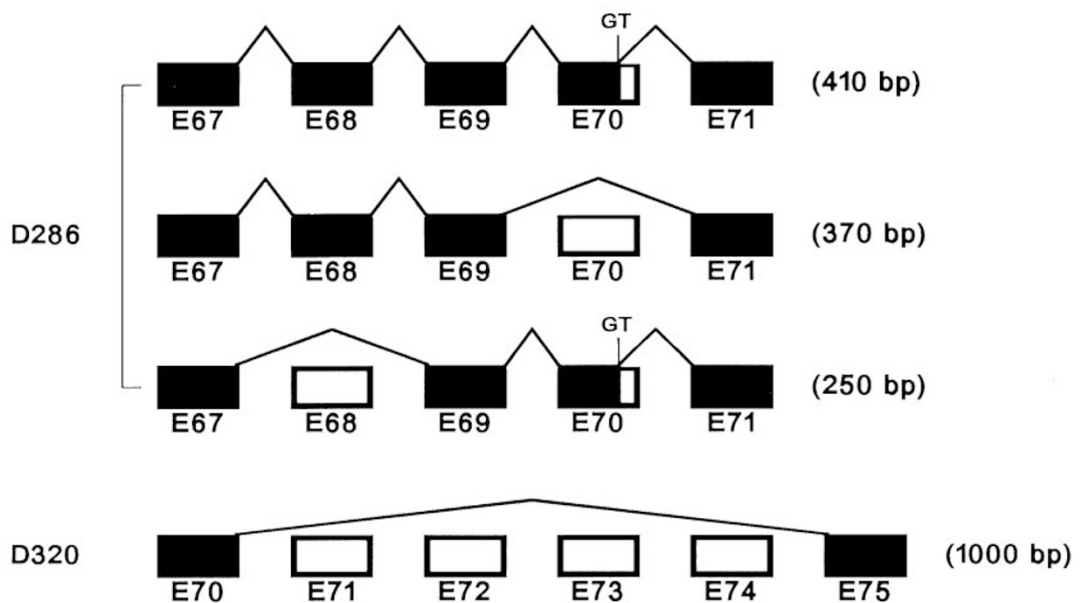 GT
(410 bp)
E67 E68 E69 E70 E71
D286
(370 bp)
E67 E68 E69 E70 E71
GT
(250 bp)
E67 E68 E69 E70 E71
D320
(1000 bp)
E70 E71 E72 E73 E74 E75